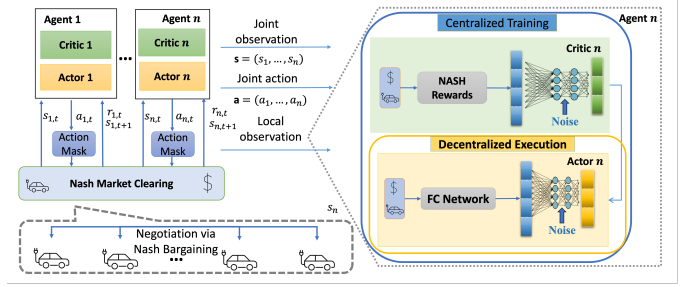 Agent 1
Critic 1
Actor 1
...
Agent n
Critic n
Actor n
s1,t
a1,t
r1,t
s1,t+1
sn,t
an,t
rn,t
sn,t+1
Action
Mask
Action
Mask
Nash Market Clearing
$
Negotiation via
Nash Bargaining
...
Joint
observation
s = (s1, ..., sn)
Joint action
a = (a1, ..., an)
Local
observation
sn
Centralized Training
Agent n
Critic n
$
NASH
Rewards
Noise
Decentralized Execution
Actor n
$
FC Network
Noise